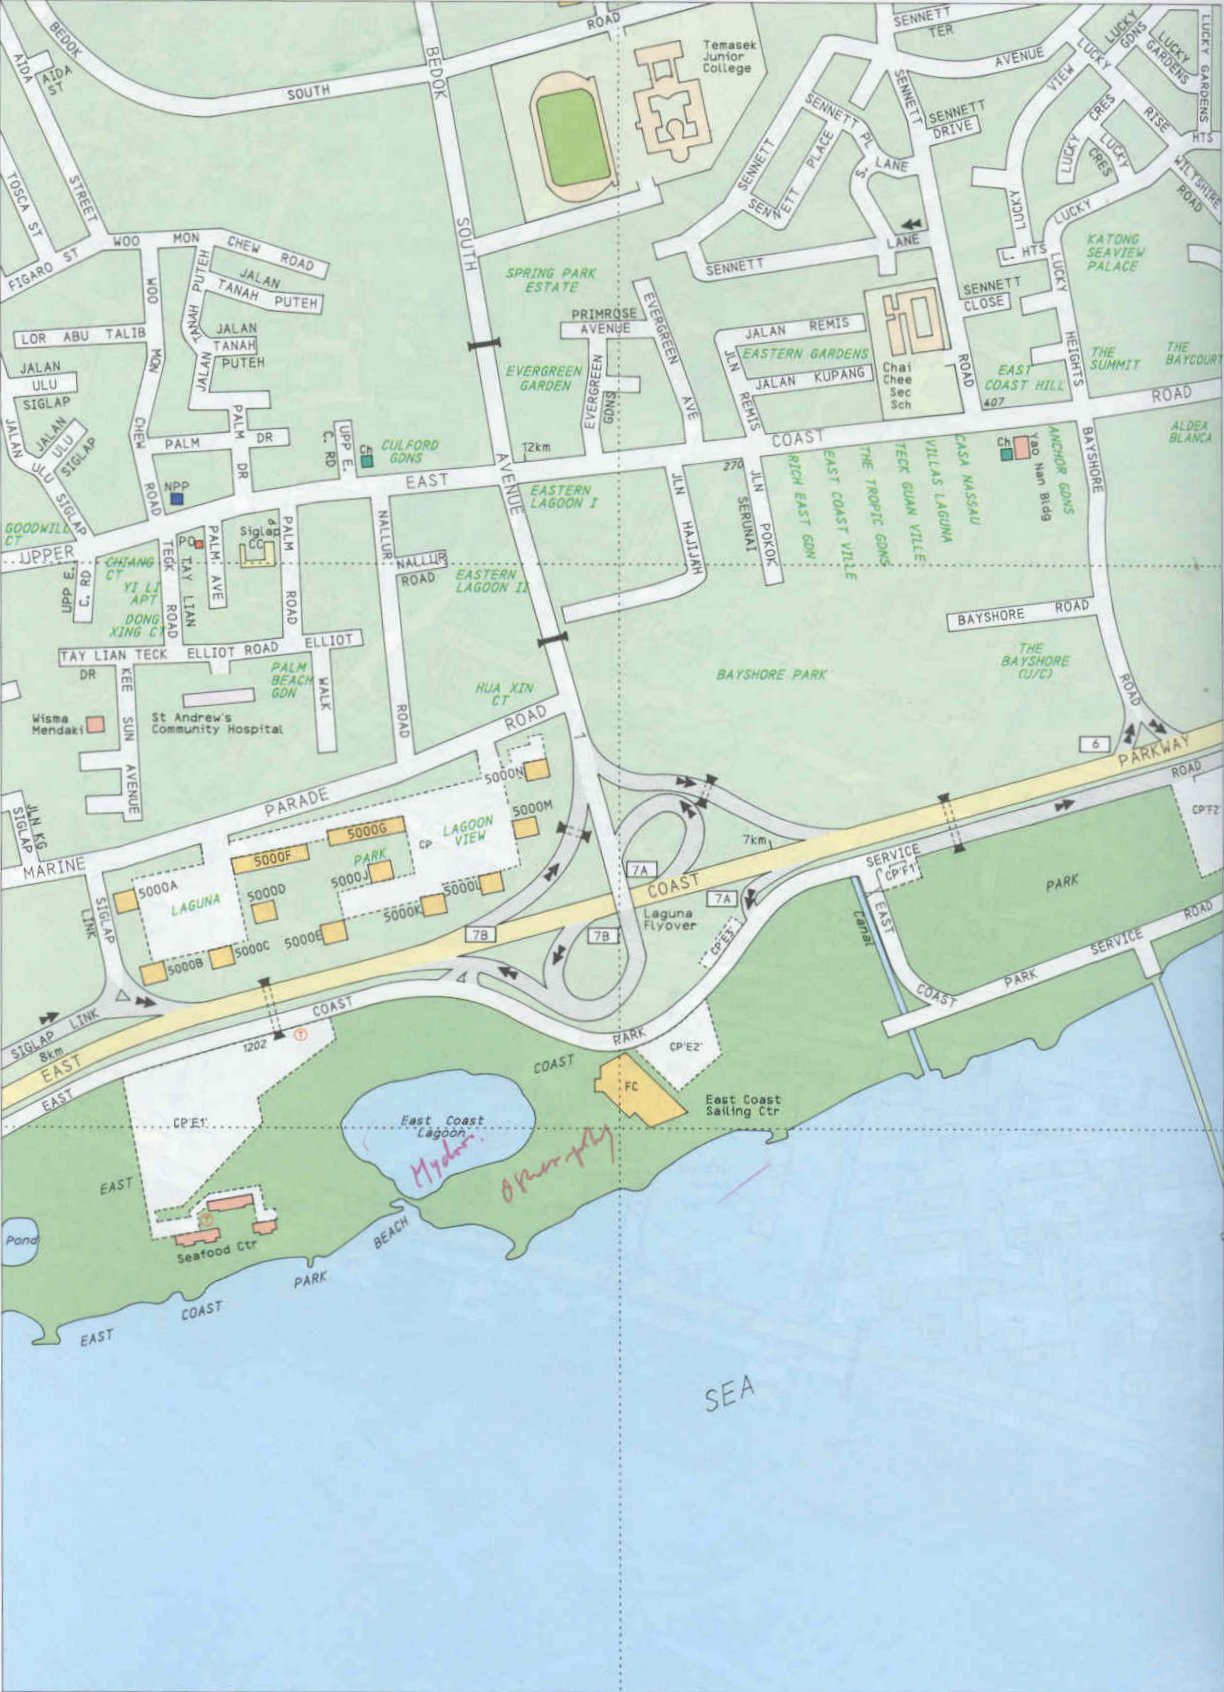 BEDOK
SOUTH
ROAD
AIDA
STREET
AIDA
ST
TOSCA ST
FIGARO ST
BEDOK
SOUTH
AVENUE
1
Temasek
Junior
College
SENNETT
TER
SENNETT
ROAD
AVENUE
LUCKY
VIEW
LUCKY
GDNS
LUCKY
GARDENS
LUCKY GARDENS
LUCKY
RISE
LUCKY
CRES
LUCKY
CRES
HTS
WILTSHIRE
ROAD
SENNETT
DRIVE
SENNETT PL
SENNETT
PLACE
SENNETT
S. LANE
SENNETT
LANE
LUCKY
LUCKY
L. HTS
LUCKY
HEIGHTS
KATONG
SEAVIEW
PALACE
SENNETT
CLOSE
WOO MON
CHEW ROAD
WOO
MON
CHEW
ROAD
TANAH PUTEH
JALAN
JALAN
TANAH PUTEH
JALAN
TANAH
PUTEH
LOR ABU TALIB
JALAN
ULU
SIGLAP
JALAN
ULU
SIGLAP
JALAN
ULU SIGLAP
PALM DR
PALM
DR
UPP E.
C. RD
Ch
CULFORD
GDNS
NPP
SPRING PARK
ESTATE
PRIMROSE
AVENUE
EVERGREEN
AVE
EVERGREEN
GARDEN
EVERGREEN
GDNS
JALAN REMIS
EASTERN GARDENS
JALAN KUPANG
JLN
REMIS
Chai
Chee
Sec
Sch
EAST
COAST HILL
407
THE
SUMMIT
THE
BAYCOURT
ALDEA
BLANCA
UPPER
EAST
COAST
ROAD
12km
270
EASTERN
LAGOON I
JLN
HAJIJAH
JLN
POKOK
SERUNAI
RICH EAST GDN
EAST COAST VILLE
THE TROPIC GDNS
TECK GUAN VILLE
VILLAS LAGUNA
CASA NASSAU
Ch
Yao Nan Bldg
ANCHOR GDNS
BAYSHORE
ROAD
GOODWILL
CT
UPP E.
C. RD
CHIANG
CT
YI LI
APT
DONG
XING CT
TECK
ROAD
TAY LIAN
PO
PALM AVE
Siglap
CC
PALM
ROAD
NALLUR
ROAD
NALLUR
ROAD
EASTERN
LAGOON II
TAY LIAN TECK
DR
ELLIOT ROAD
ELLIOT
WALK
PALM
BEACH
GDN
HUA XIN
CT
KEE
SUN
AVENUE
Wisma
Mendaki
St Andrew's
Community Hospital
JLN KG
SIGLAP
BAYSHORE PARK
BAYSHORE ROAD
THE
BAYSHORE
(U/C)
MARINE
PARADE
ROAD
6
PARKWAY
ROAD
CP'F2'
5000N
5000M
5000G
LAGOON
VIEW
CP
5000F
PARK
5000J
5000L
5000A
LAGUNA
5000D
5000K
5000C
5000E
5000B
SIGLAP
LINK
7km
7A
COAST
7A
Laguna
Flyover
7B
7B
SERVICE
CP'F1'
CP'E3'
Canal
EAST
PARK
COAST
PARK
SERVICE
ROAD
SIGLAP LINK
8km
EAST
EAST
COAST
PARK
1202
CP'E1'
CP'E2'
FC
East Coast
Sailing Ctr
COAST
East Coast
Lagoon
EAST
Pond
Seafood Ctr
EAST
COAST
PARK
BEACH
SEA